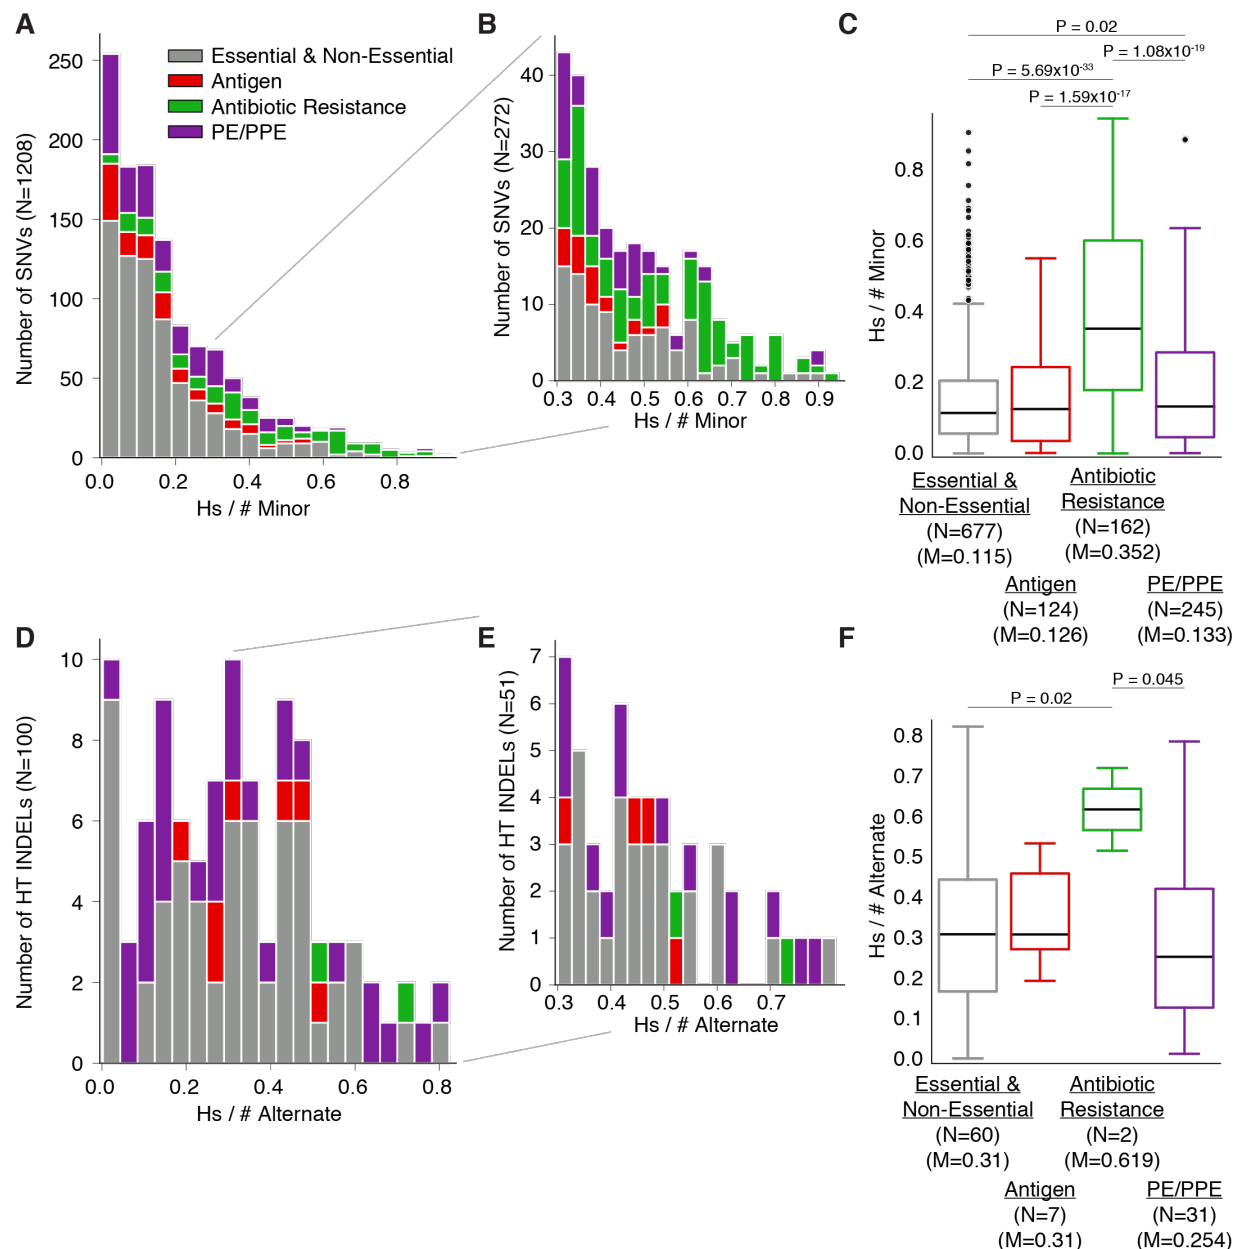 A
Number of SNVs (N=1208)
250
200
150
100
50
0
0.0
0.2
0.4
0.6
0.8
Hs / # Minor
Essential & Non-Essential
Antigen
Antibiotic Resistance
PE/PPE
B
Number of SNVs (N=272)
40
30
20
10
0
0.3
0.4
0.5
0.6
0.7
0.8
0.9
Hs / # Minor
C
P = 0.02
P = 1.08x10-19
P = 5.69x10-33
P = 1.59x10-17
Hs / # Minor
0.8
0.6
0.4
0.2
0.0
Essential &
Non-Essential
(N=677)
(M=0.115)
Antibiotic
Resistance
(N=162)
(M=0.352)
Antigen
(N=124)
(M=0.126)
PE/PPE
(N=245)
(M=0.133)
D
Number of HT INDELs (N=100)
10
8
6
4
2
0
0.0
0.2
0.4
0.6
0.8
Hs / # Alternate
E
Number of HT INDELs (N=51)
7
6
5
4
3
2
1
0
0.3
0.4
0.5
0.6
0.7
Hs / # Alternate
F
P = 0.045
P = 0.02
Hs / # Alternate
0.8
0.7
0.6
0.5
0.4
0.3
0.2
0.1
0.0
Essential &
Non-Essential
(N=60)
(M=0.31)
Antibiotic
Resistance
(N=2)
(M=0.619)
Antigen
(N=7)
(M=0.31)
PE/PPE
(N=31)
(M=0.254)